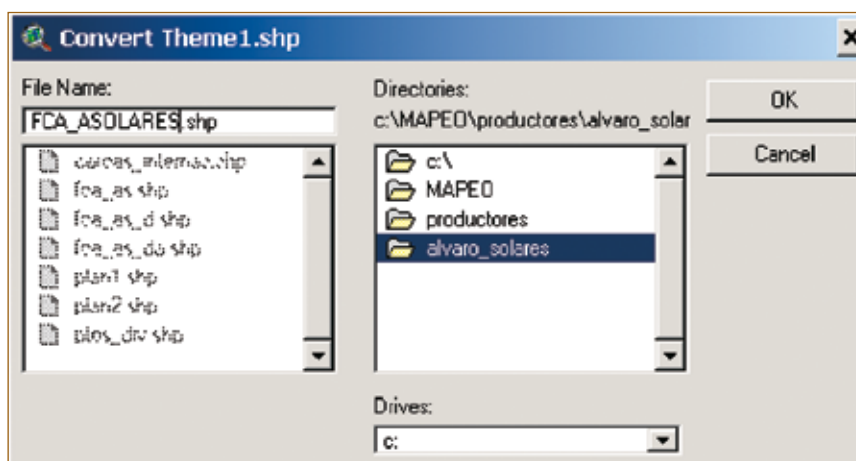 Convert Theme1.shp
File Name:
FCA_ASOLARES.shp
fca_as.shp
fca_as_d.shp
fca_as_da.shp
plan1.shp
plan2.shp
Directories:
c:\MAPEO\productores\alvaro_solar
c:\
MAPEO
productores
alvaro_solares
Drives:
c:
OK
Cancel